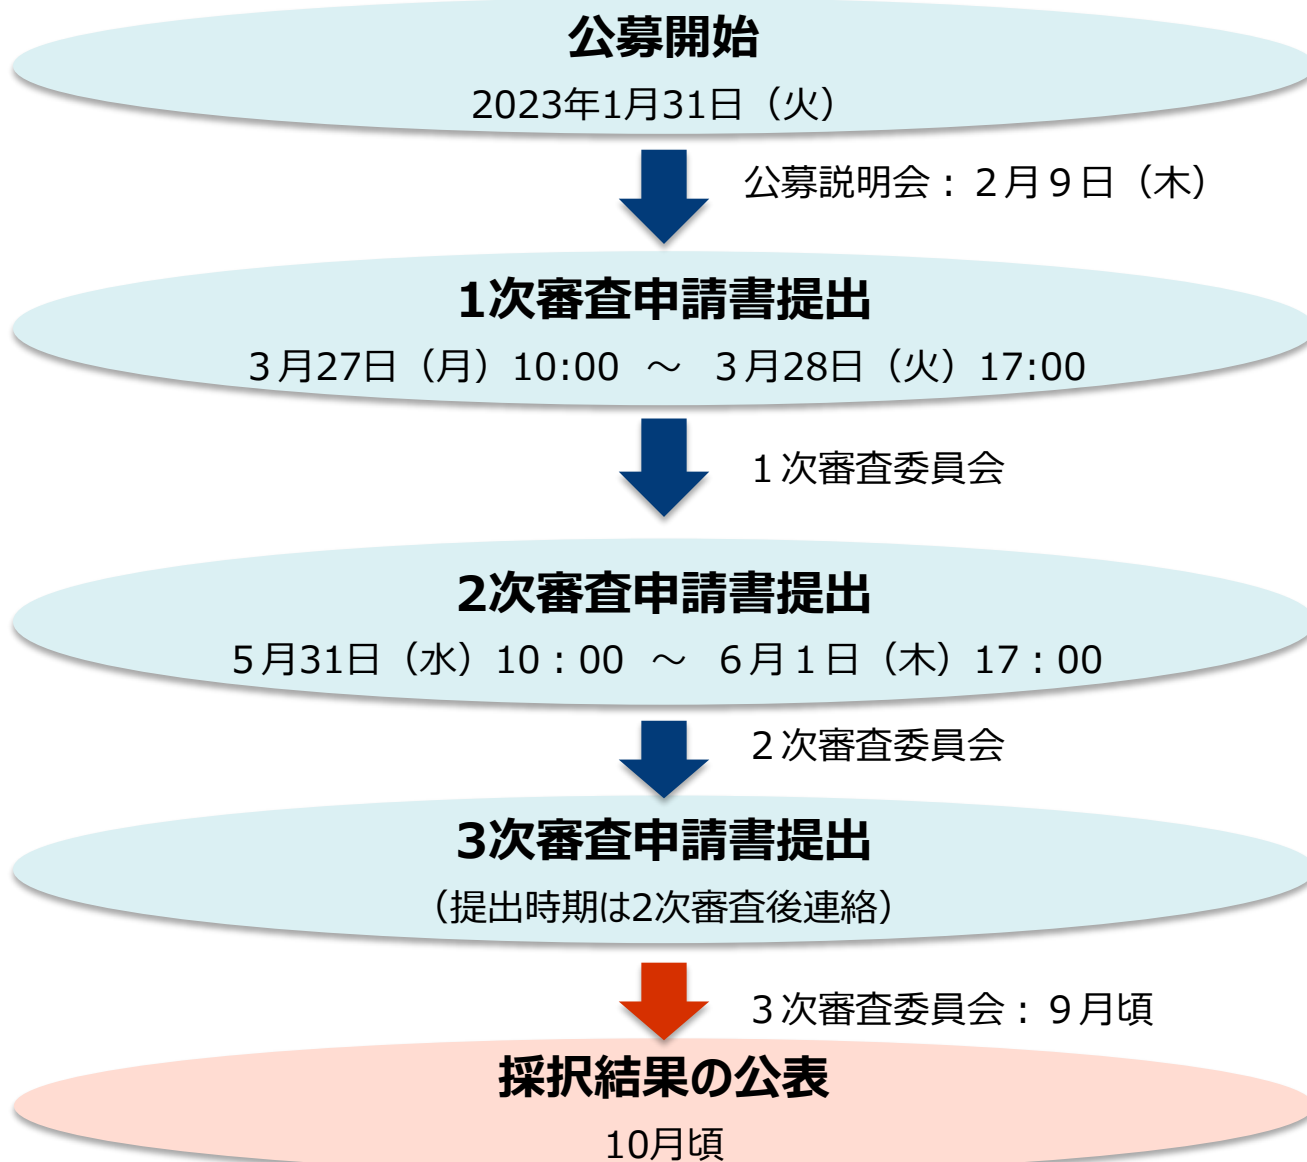 公募開始
2023年1月31日（火）
公募説明会：２月９日（木）
1次審査申請書提出
３月27日（月）10:00 ～ ３月28日（火）17:00
１次審査委員会
2次審査申請書提出
５月31日（水）10：00 ～ ６月１日（木）17：00
２次審査委員会
3次審査申請書提出
（提出時期は2次審査後連絡）
３次審査委員会：９月頃
採択結果の公表
10月頃